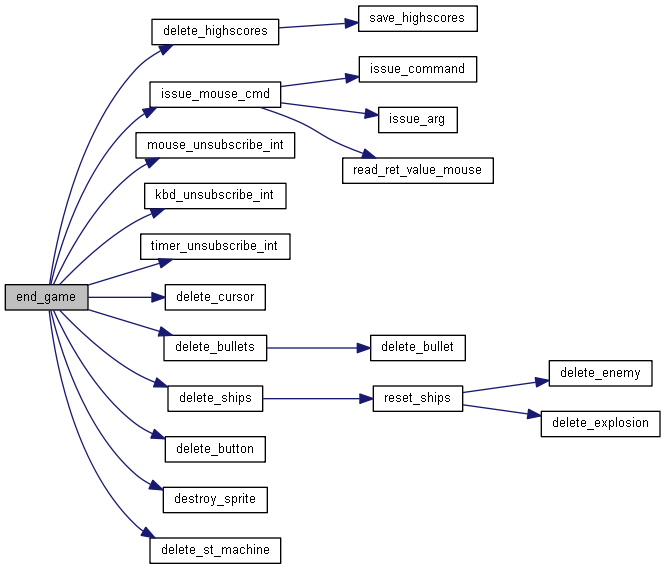 delete_highscores
save_highscores
issue_mouse_cmd
issue_command
issue_arg
mouse_unsubscribe_int
read_ret_value_mouse
kbd_unsubscribe_int
timer_unsubscribe_int
end_game
delete_cursor
delete_bullets
delete_bullet
delete_ships
reset_ships
delete_enemy
delete_explosion
delete_button
destroy_sprite
delete_st_machine